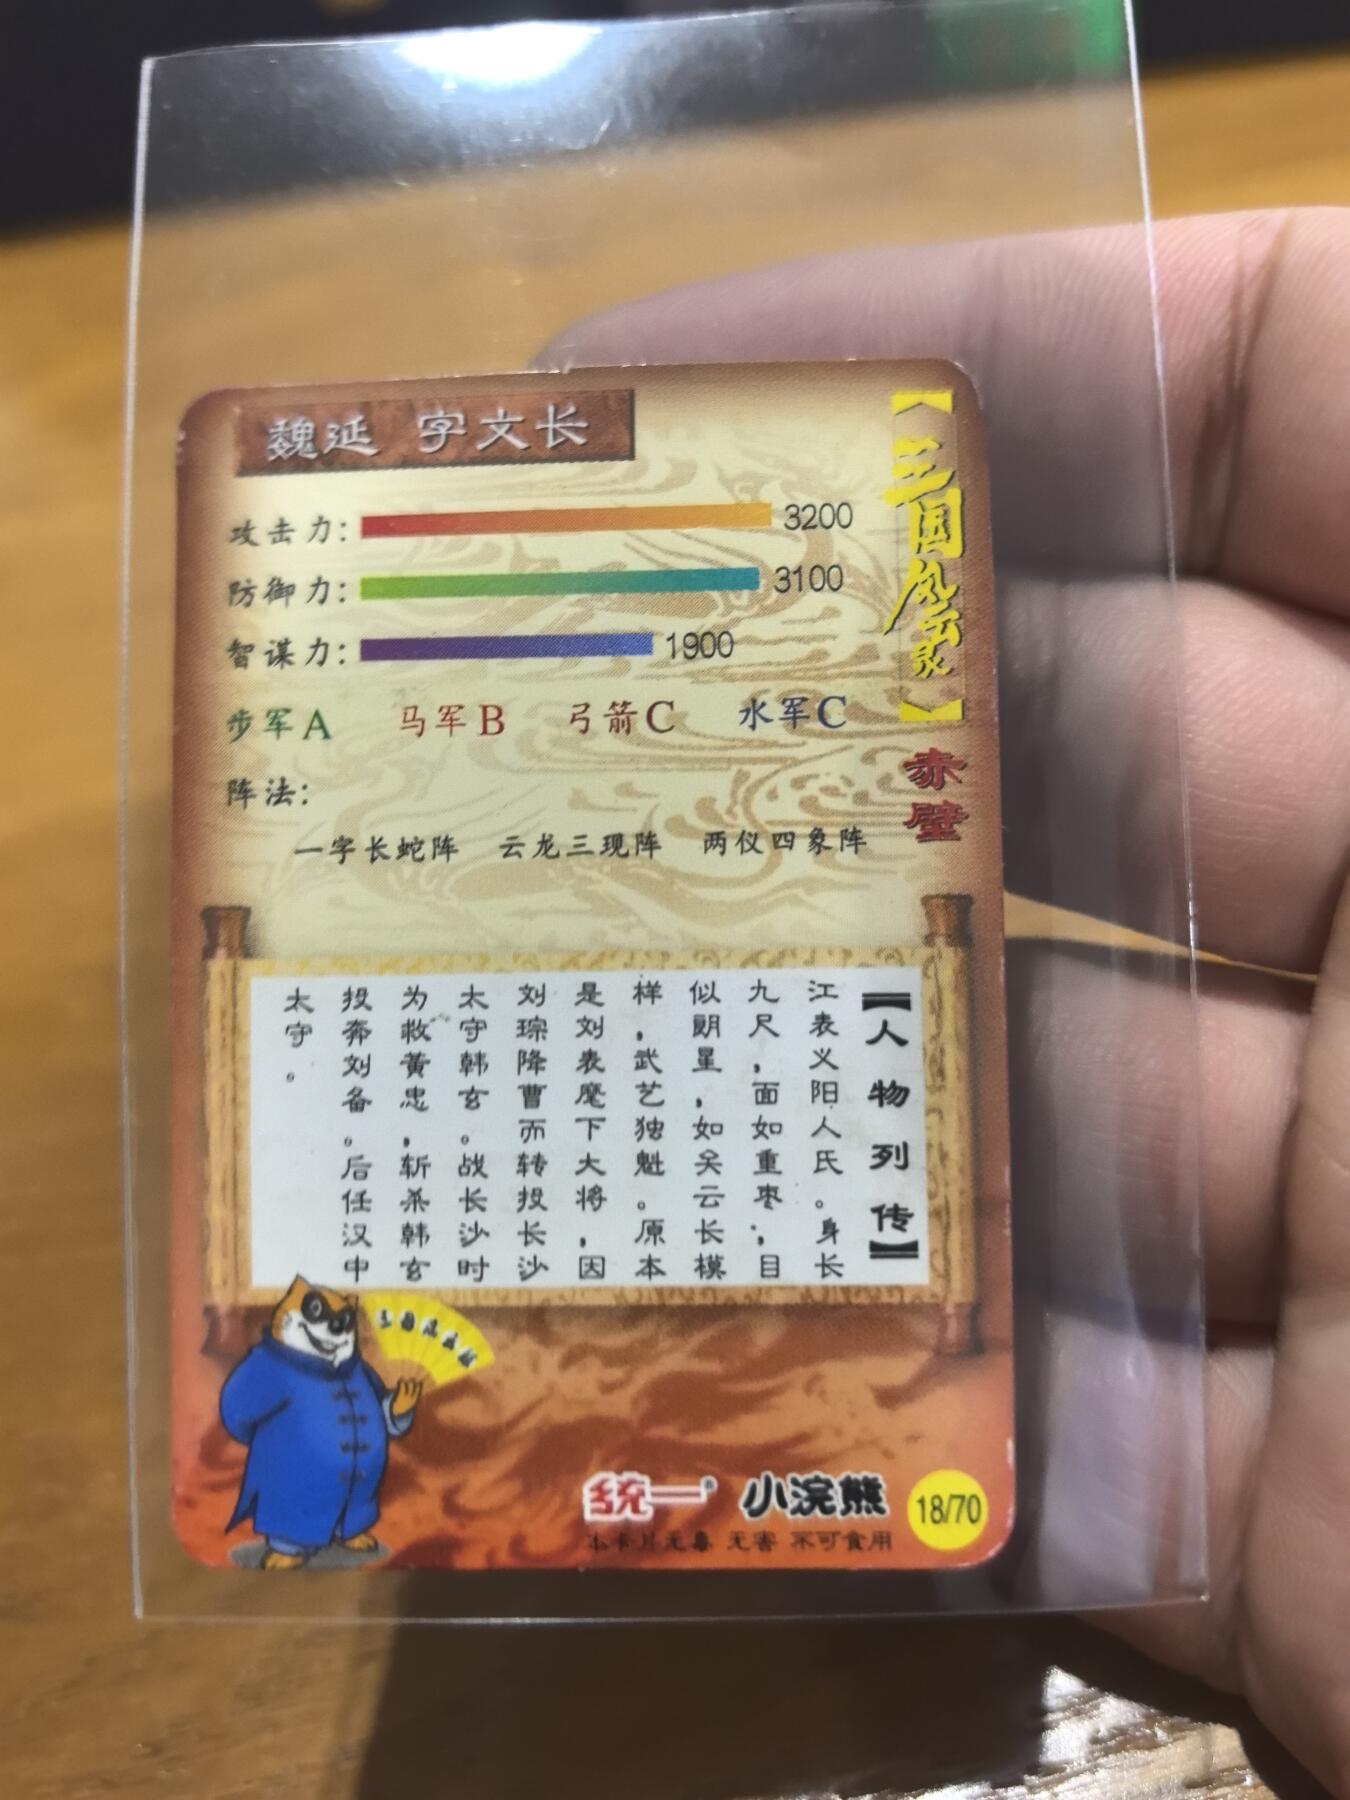 魏延 字文长
攻击力: 3200
防御力: 3100
智谋力: 1900
步军A 马军B 弓箭C 水军C
阵法:
一字长蛇阵 云龙三现阵 两仪四象阵
【三国风云录】
赤壁
【人物列传】
江表义阳人氏。身长
九尺,面如重枣,目
似朗星,如关云长模
样,武艺独魁。原本
是刘表麾下大将,因
刘琮降曹而转投长沙
太守韩玄。战长沙时
为救黄忠,斩杀韩玄
投奔刘备。后任汉中
太守。
统一® 小浣熊
本卡片无毒 无害 不可食用
18/70